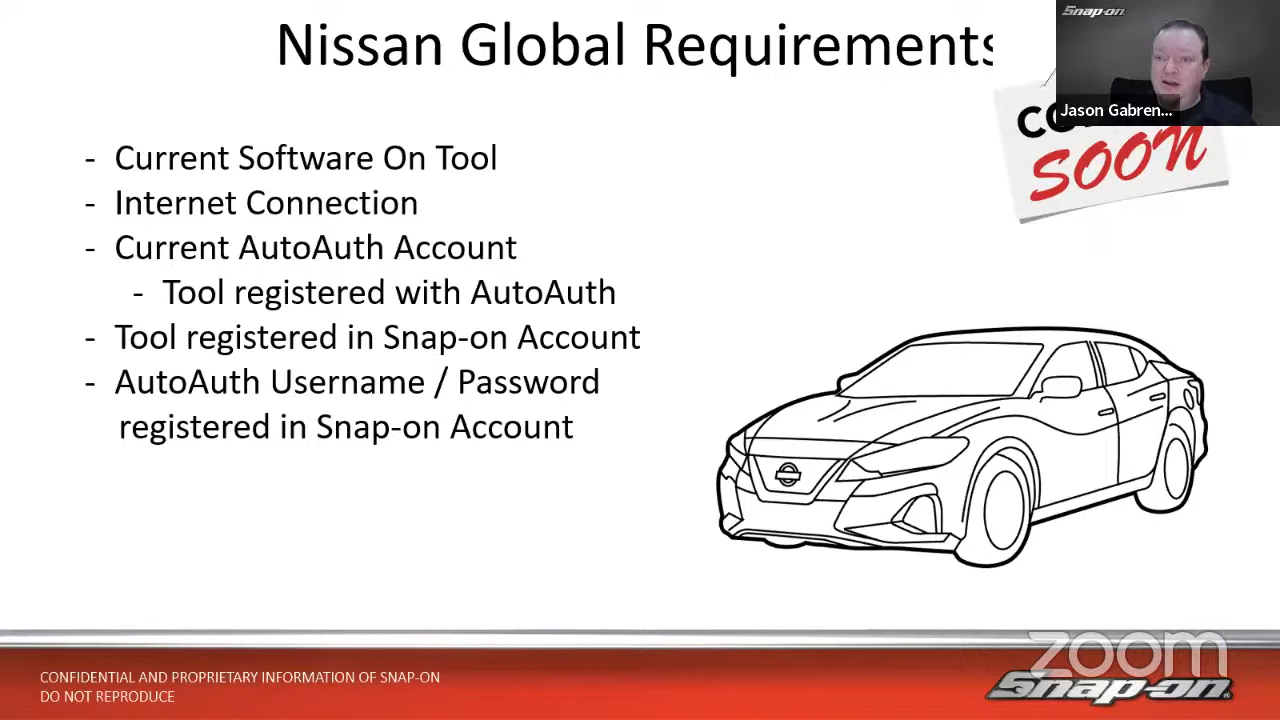 Nissan Global Requirements
Snap-on
Jason Gabren...
SOON
- Current Software On Tool
- Internet Connection
- Current AutoAuth Account
- Tool registered with AutoAuth
- Tool registered in Snap-on Account
- AutoAuth Username / Password
registered in Snap-on Account
zoom
CONFIDENTIAL AND PROPRIETARY INFORMATION OF SNAP-ON
DO NOT REPRODUCE
Snap-on